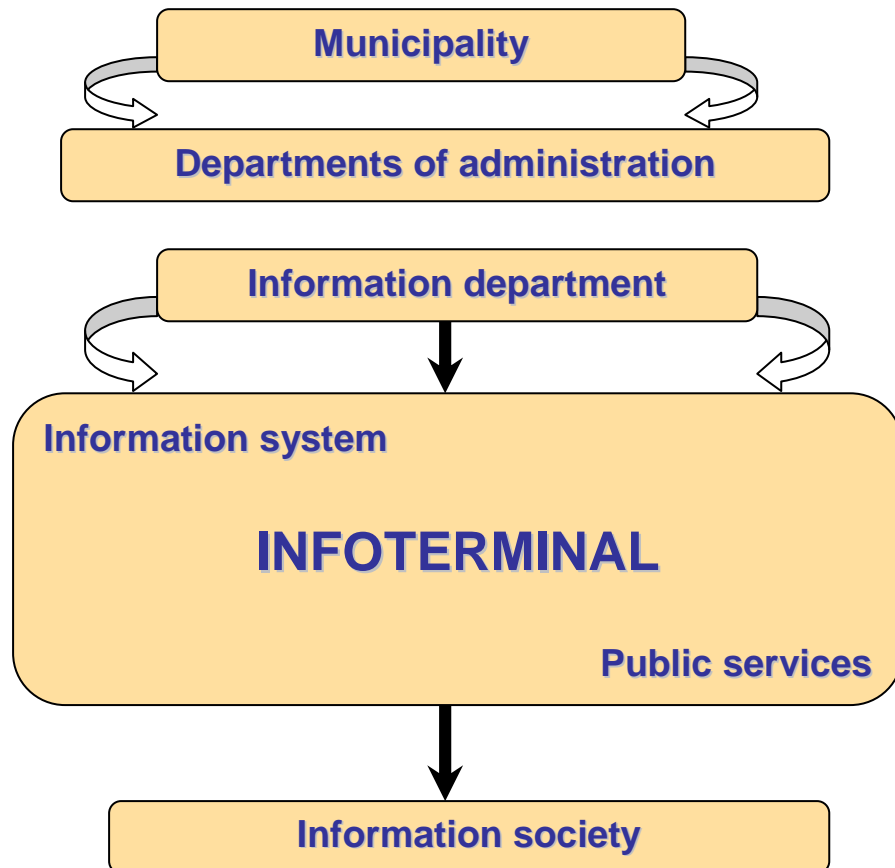 Municipality
Departments of administration
Information department
Information system
INFOTERMINAL
Public services
Information society